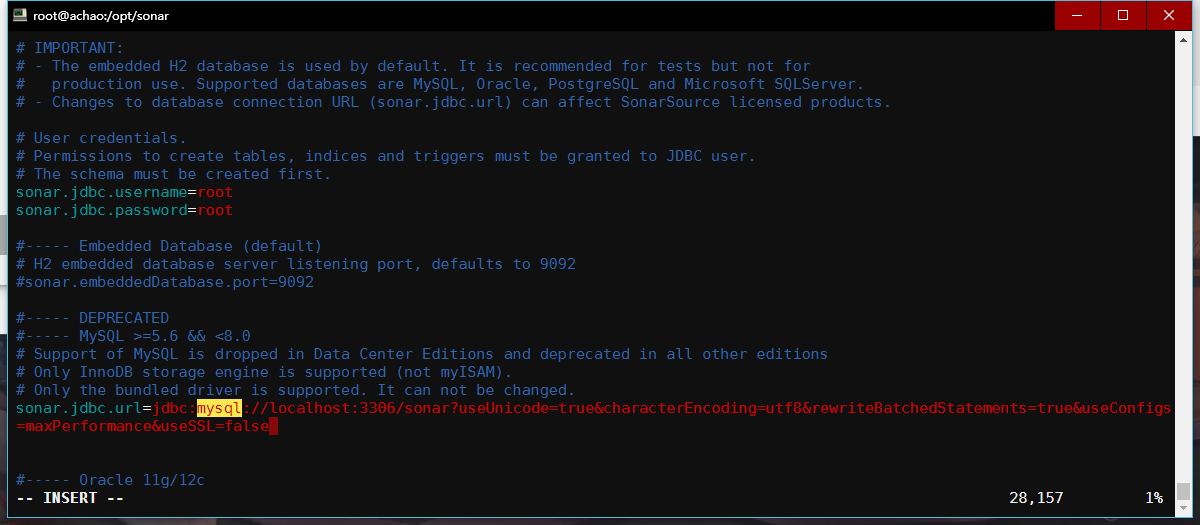 root@achao:/opt/sonar
# IMPORTANT:
# - The embedded H2 database is used by default. It is recommended for tests but not for
#   production use. Supported databases are MySQL, Oracle, PostgreSQL and Microsoft SQLServer.
# - Changes to database connection URL (sonar.jdbc.url) can affect SonarSource licensed products.
# User credentials.
# Permissions to create tables, indices and triggers must be granted to JDBC user.
# The schema must be created first.
sonar.jdbc.username=root
sonar.jdbc.password=root
#----- Embedded Database (default)
# H2 embedded database server listening port, defaults to 9092
#sonar.embeddedDatabase.port=9092
#----- DEPRECATED
#----- MySQL >=5.6 && <8.0
# Support of MySQL is dropped in Data Center Editions and deprecated in all other editions
# Only InnoDB storage engine is supported (not myISAM).
# Only the bundled driver is supported. It can not be changed.
sonar.jdbc.url=jdbc:mysql://localhost:3306/sonar?useUnicode=true&characterEncoding=utf8&rewriteBatchedStatements=true&useConfigs
=maxPerformance&useSSL=false
#----- Oracle 11g/12c
-- INSERT -- 28,157 1%